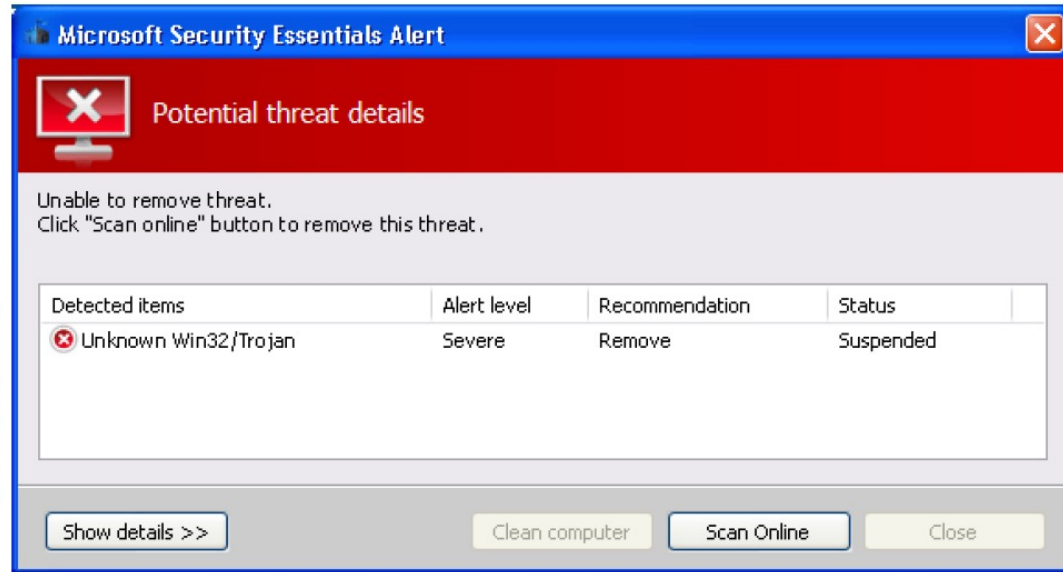 Microsoft Security Essentials Alert
Potential threat details
Unable to remove threat.
Click "Scan online" button to remove this threat.
Detected items Alert level Recommendation Status
Unknown Win32/Trojan Severe Remove Suspended
Show details >> Clean computer Scan Online Close